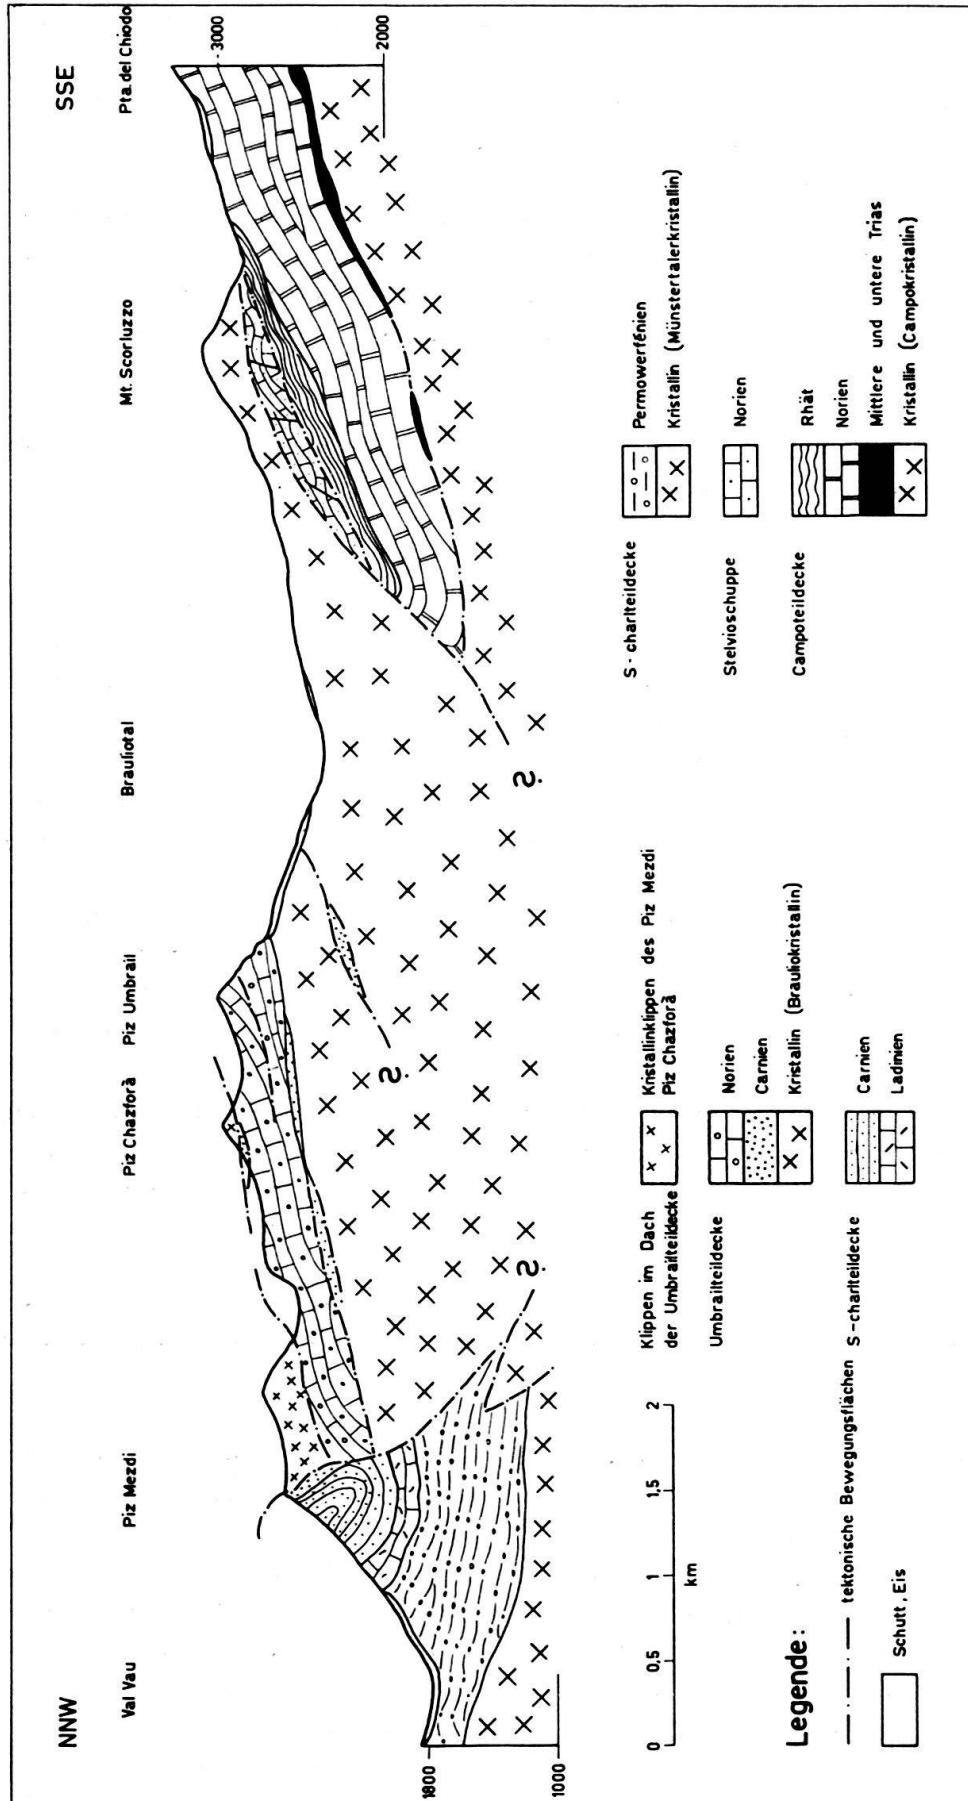 NNW
SSE
Val Vau
Piz Mezdi
Piz Chazforà
Piz Umbrail
Brauliotal
Mt. Scorluzzo
Pta. del Chiodo
3000
2000
1800
1000
?
?
?
0
0,5
1
1,5
2
km
Legende:
tektonische Bewegungsflächen
Schutt, Eis
Klippen im Dach
der Umbrailteildecke
Kristallinklippen des Piz Mezdi
Piz Chazforà
Umbrailteildecke
Norien
Carnien
Kristallin (Brauliokristallin)
S-charlteildecke
Carnien
Ladinien
S-charlteildecke
Permowerfénien
Kristallin (Münstertalerkristallin)
Stelvioschuppe
Norien
Campoteildecke
Rhät
Norien
Mittlere und untere Trias
Kristallin (Campokristallin)